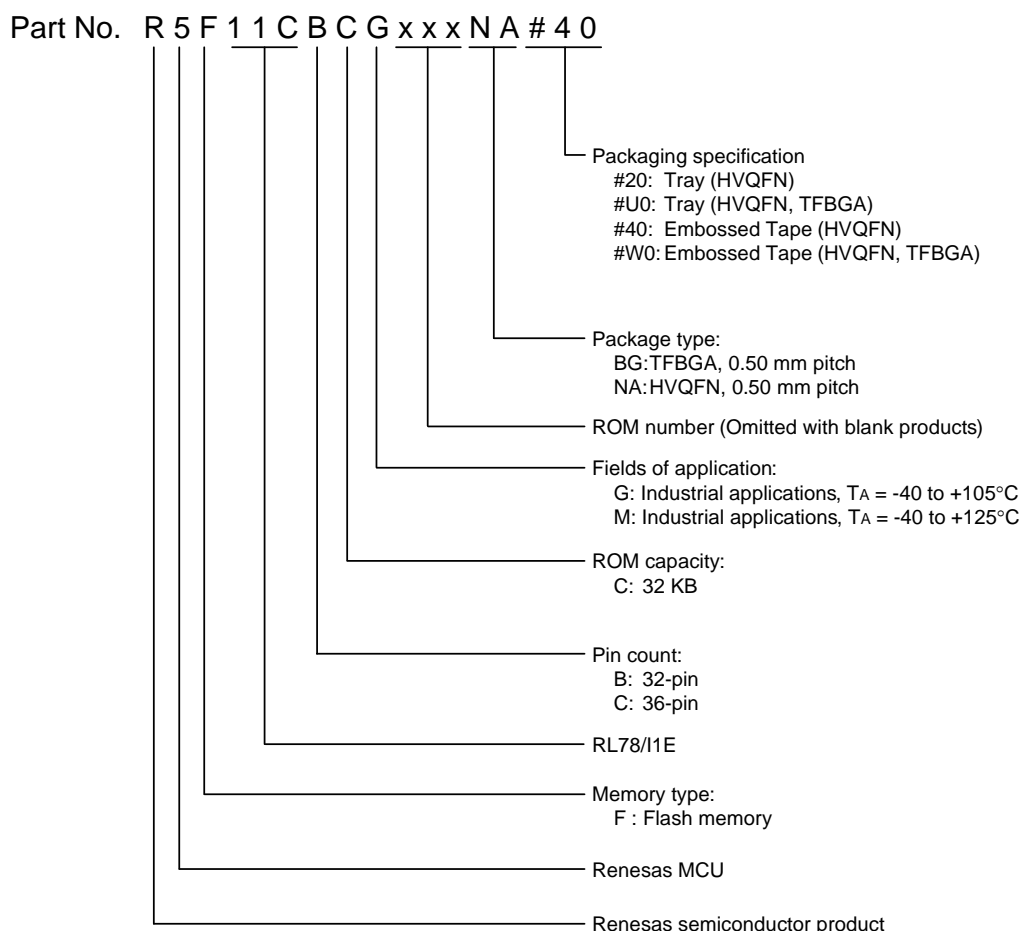 Part No. R 5 F 1 1 C B C G x x x N A # 4 0
Packaging specification
#20: Tray (HVQFN)
#U0: Tray (HVQFN, TFBGA)
#40: Embossed Tape (HVQFN)
#W0: Embossed Tape (HVQFN, TFBGA)
Package type:
BG:TFBGA, 0.50 mm pitch
NA:HVQFN, 0.50 mm pitch
ROM number (Omitted with blank products)
Fields of application:
G: Industrial applications, TA = -40 to +105°C
M: Industrial applications, TA = -40 to +125°C
ROM capacity:
C: 32 KB
Pin count:
B: 32-pin
C: 36-pin
RL78/I1E
Memory type:
F : Flash memory
Renesas MCU
Renesas semiconductor product